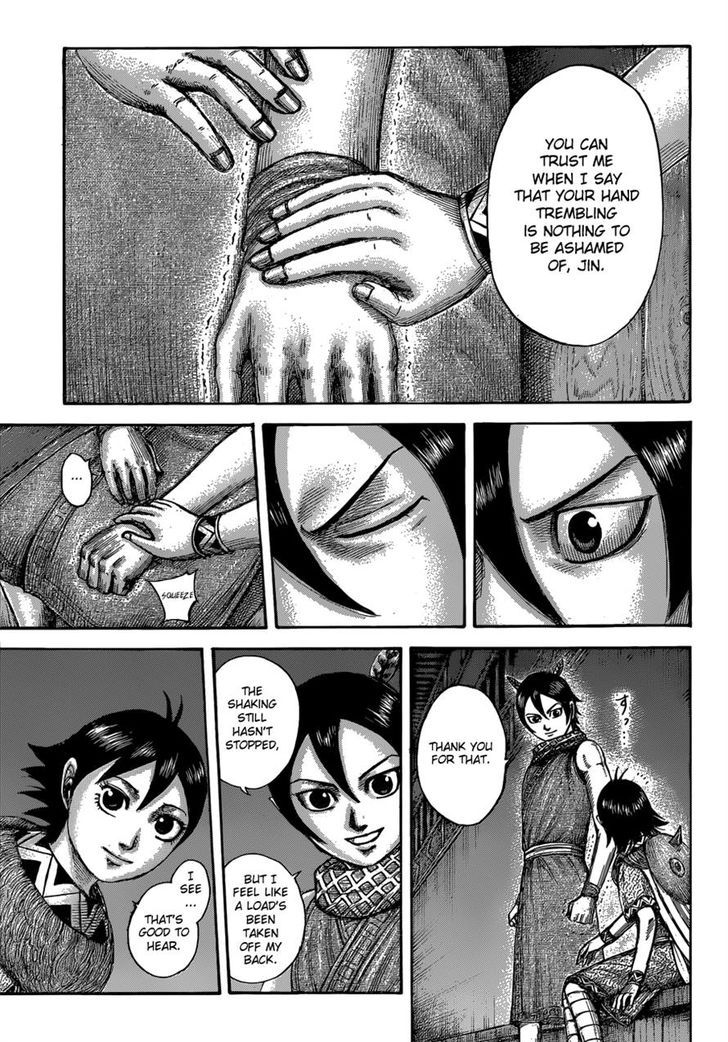 YOU CAN
TRUST ME
WHEN I SAY
THAT YOUR HAND
TREMBLING
IS NOTHING TO
BE ASHAMED
OF, JIN.
...
SQUEEZE
THANK YOU
FOR THAT.
すっ
THE
SHAKING
STILL
HASN'T
STOPPED,
BUT I
FEEL LIKE
A LOAD'S
BEEN
TAKEN
OFF MY
BACK.
I
SEE
...
THAT'S
GOOD TO
HEAR.